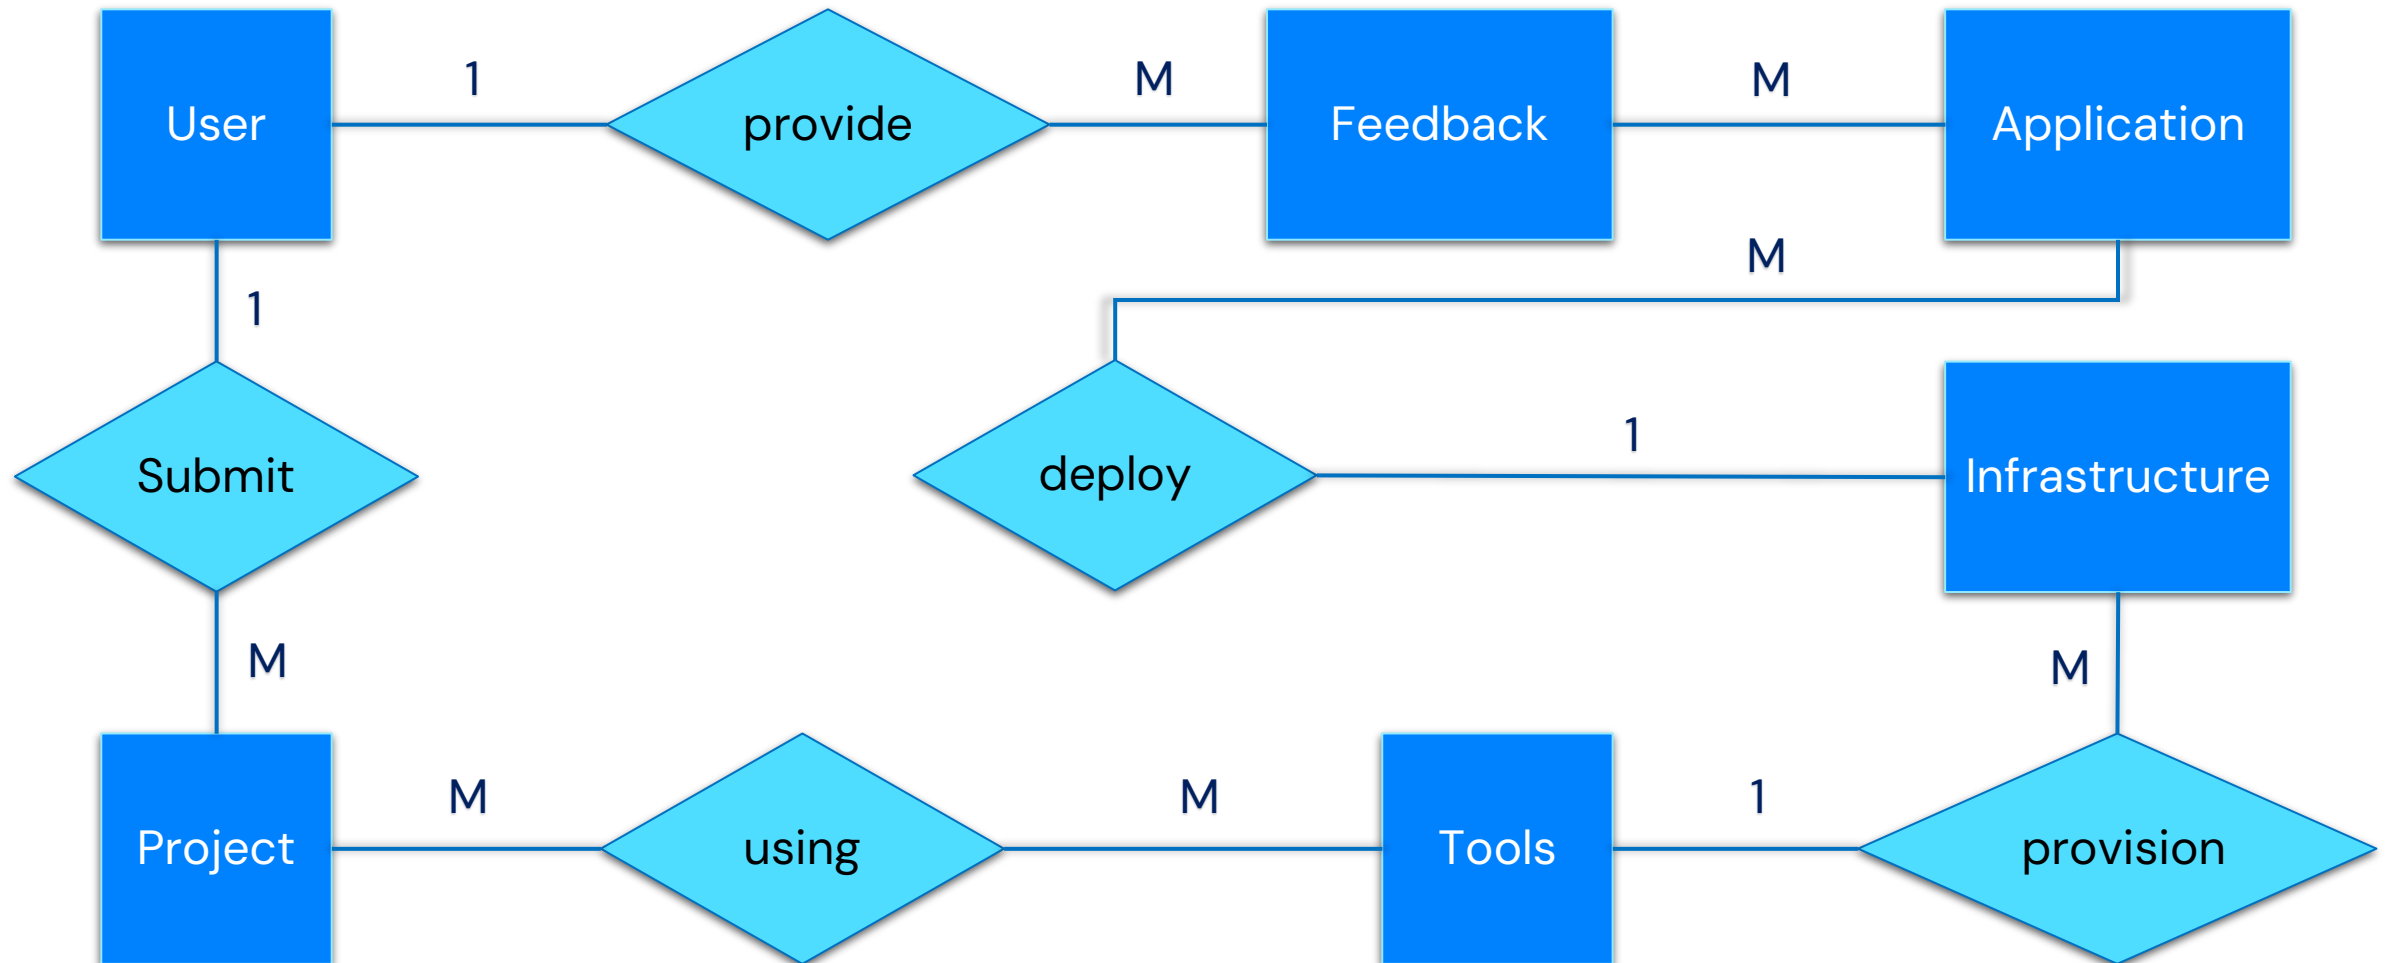 User
1
provide
M
Feedback
M
Application
M
1
Submit
deploy
1
Infrastructure
M
M
Project
M
using
M
Tools
1
provision